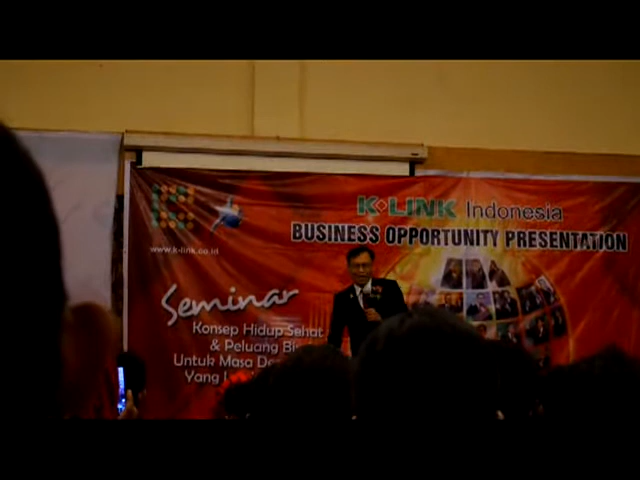 K-LINK Indonesia
BUSINESS OPPORTUNITY PRESENTATION
www.k-link.co.id
Seminar
Konsep Hidup Sehat
& Peluang
Untuk Masa
Yang